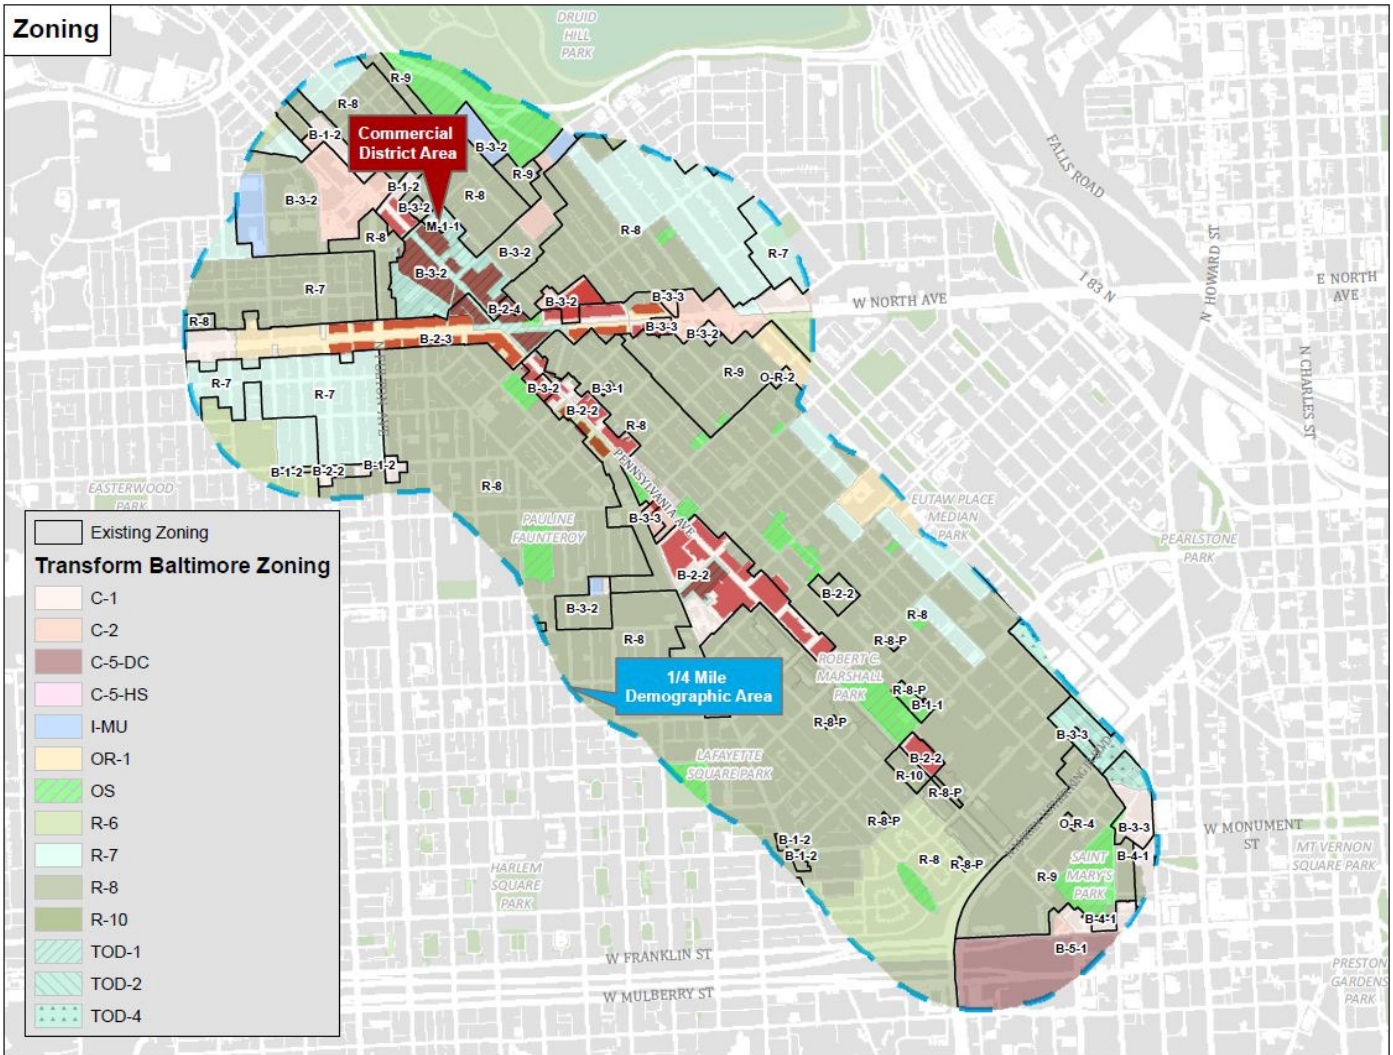 Zoning
DRUID
HILL
PARK
R-9
R-8
B-1-2
Commercial
District Area
B-3-2
R-9
B-1-2
R-8
B-3-2
B-3-2
M-1-1
R-8
R-8
B-3-2
R-7
B-3-2
R-7
FALLS ROAD
I 83 N
N HOWARD ST
E NORTH
AVE
W NORTH AVE
B-3-3
B-3-2
B-2-4
R-8
B-2-3
B-3-3
B-3-2
N CHARLES ST
R-7
R-7
R-9
O-R-2
B-3-2
B-3-1
B-2-2
R-8
B-1-2
B-2-2
B-1-2
PENNSYLVANIA AVE
R-8
EASTERWOOD
PARK
EUTAW PLACE
MEDIAN
PARK
PAULINE
FAUNTEROY
B-3-3
PEARLSTONE
PARK
B-2-2
B-2-2
B-3-2
R-8
R-8
R-8-P
ROBERT C.
MARSHALL
PARK
1/4 Mile
Demographic Area
R-8-P
B-1-1
R-8-P
B-3-3
LAFAYETTE
SQUARE PARK
B-2-2
R-10
R-8-P
R-8-P
O-R-4
B-3-3
W MONUMENT
ST
B-1-2
B-1-2
R-8
R-8-P
SAINT
MARY'S
PARK
B-4-1
MT VERNON
SQUARE PARK
HARLEM
SQUARE
PARK
R-9
B-4-1
B-5-1
W FRANKLIN ST
W MULBERRY ST
PRESTON
GARDENS
PARK
Existing Zoning
Transform Baltimore Zoning
C-1
C-2
C-5-DC
C-5-HS
I-MU
OR-1
OS
R-6
R-7
R-8
R-10
TOD-1
TOD-2
TOD-4